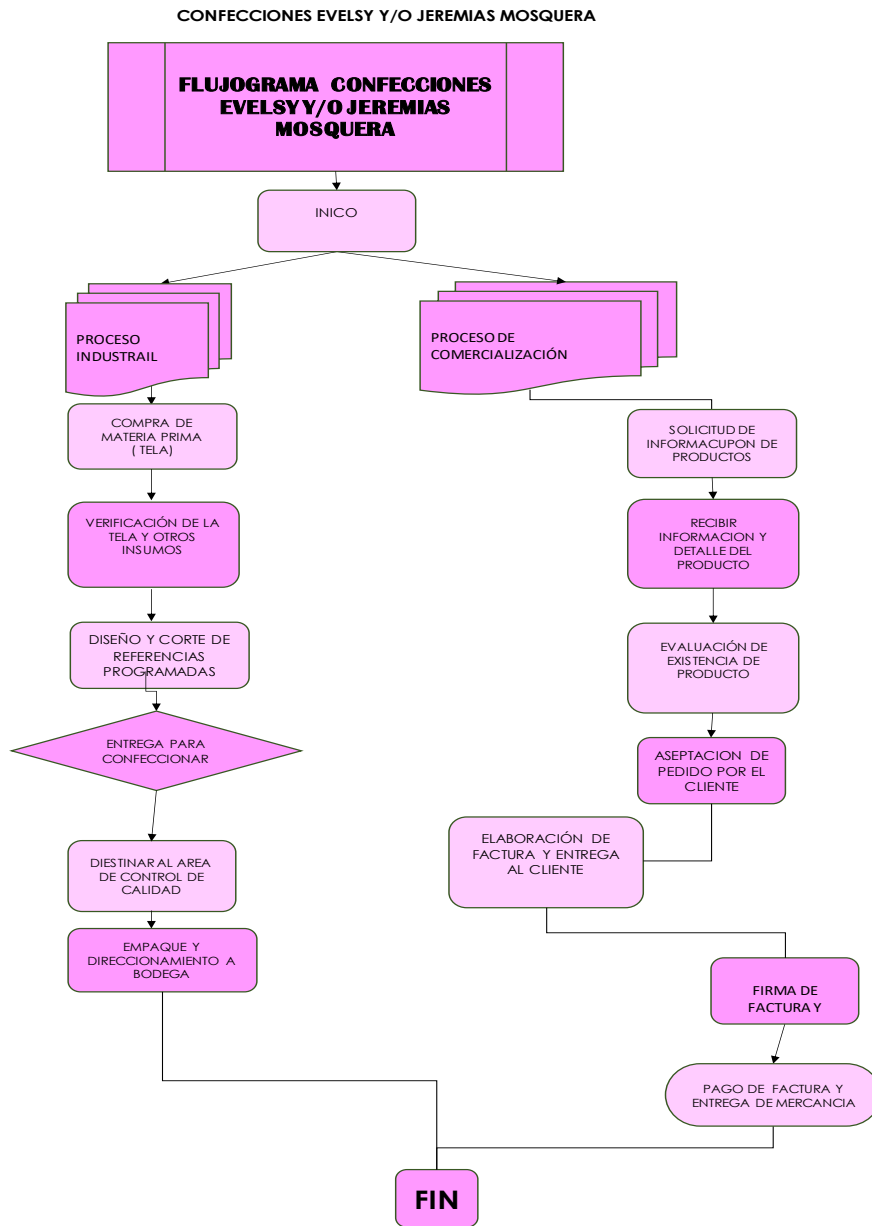 CONFECCIONES EVELSY Y/O JEREMIAS MOSQUERA
FLUJOGRAMA CONFECCIONES
EVELSY Y/O JEREMIAS
MOSQUERA
INICO
PROCESO
INDUSTRAIL
COMPRA DE
MATERIA PRIMA
( TELA)
VERIFICACIÓN DE LA
TELA Y OTROS
INSUMOS
DISEÑO Y CORTE DE
REFERENCIAS
PROGRAMADAS
ENTREGA PARA
CONFECCIONAR
DIESTINAR AL AREA
DE CONTROL DE
CALIDAD
EMPAQUE Y
DIRECCIONAMIENTO A
BODEGA
PROCESO DE
COMERCIALIZACIÓN
SOLICITUD DE
INFORMACUPON DE
PRODUCTOS
RECIBIR
INFORMACION Y
DETALLE DEL
PRODUCTO
EVALUACIÓN DE
EXISTENCIA DE
PRODUCTO
ASEPTACION DE
PEDIDO POR EL
CLIENTE
ELABORACIÓN DE
FACTURA Y ENTREGA
AL CLIENTE
FIRMA DE
FACTURA Y
PAGO DE FACTURA Y
ENTREGA DE MERCANCIA
FIN